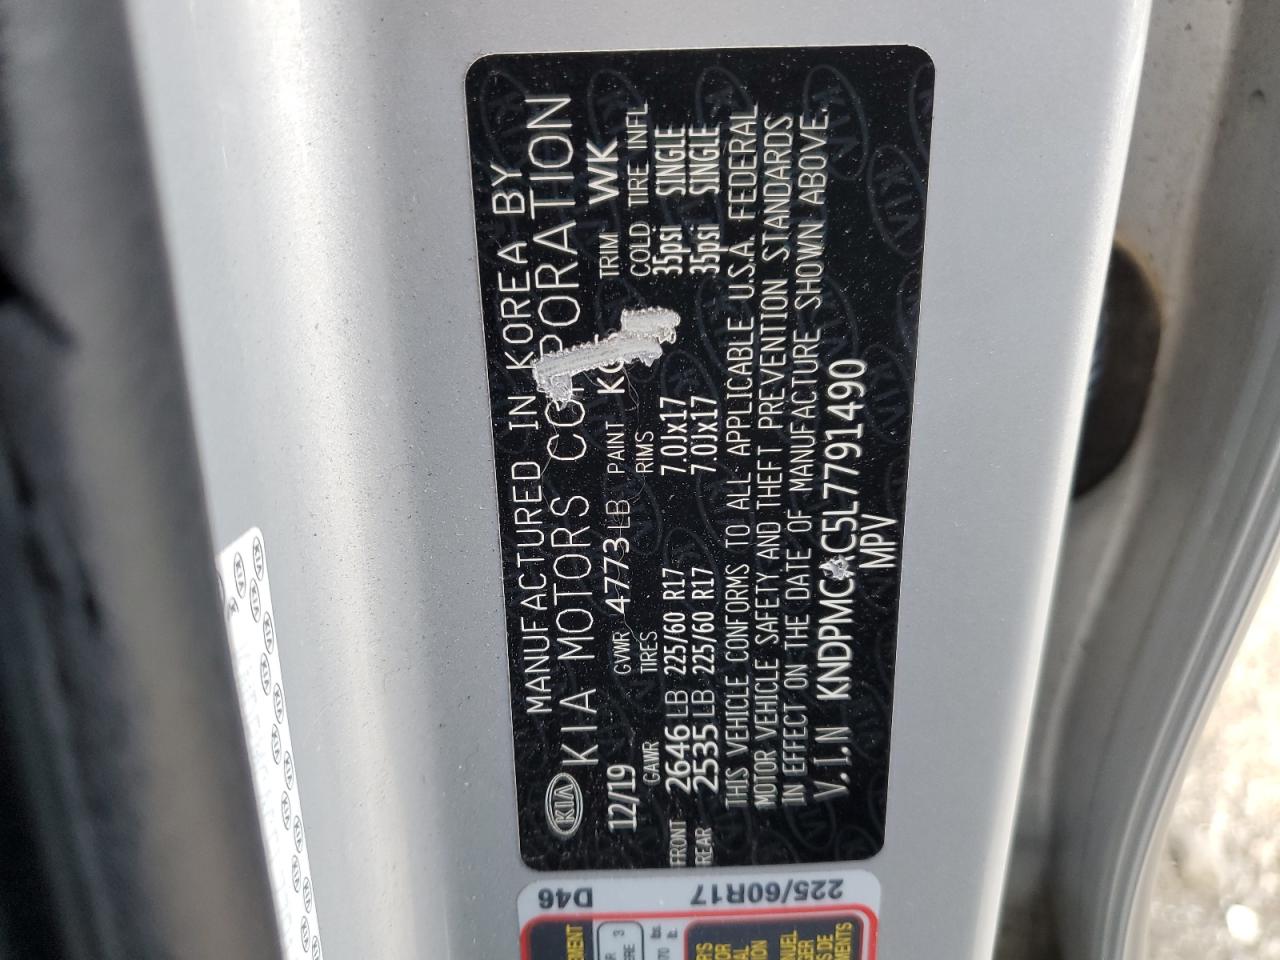 MANUFACTURED IN KOREA BY
KIA KIA MOTORS CORPORATION
12/19 GVWR 4773LB PAINT TRIM WK
GAWR TIRES RIMS COLD TIRE INFL
FRONT 2646LB 225/60 R17 7.0Jx17 35psi SINGLE
REAR 2535LB 225/60 R17 7.0Jx17 35psi SINGLE
THIS VEHICLE CONFORMS TO ALL APPLICABLE U.S.A. FEDERAL
MOTOR VEHICLE SAFETY AND THEFT PREVENTION STANDARDS
IN EFFECT ON THE DATE OF MANUFACTURE SHOWN ABOVE.
V.I.N KNDPMCAC5L7791490
MPV
D46
225/60R17